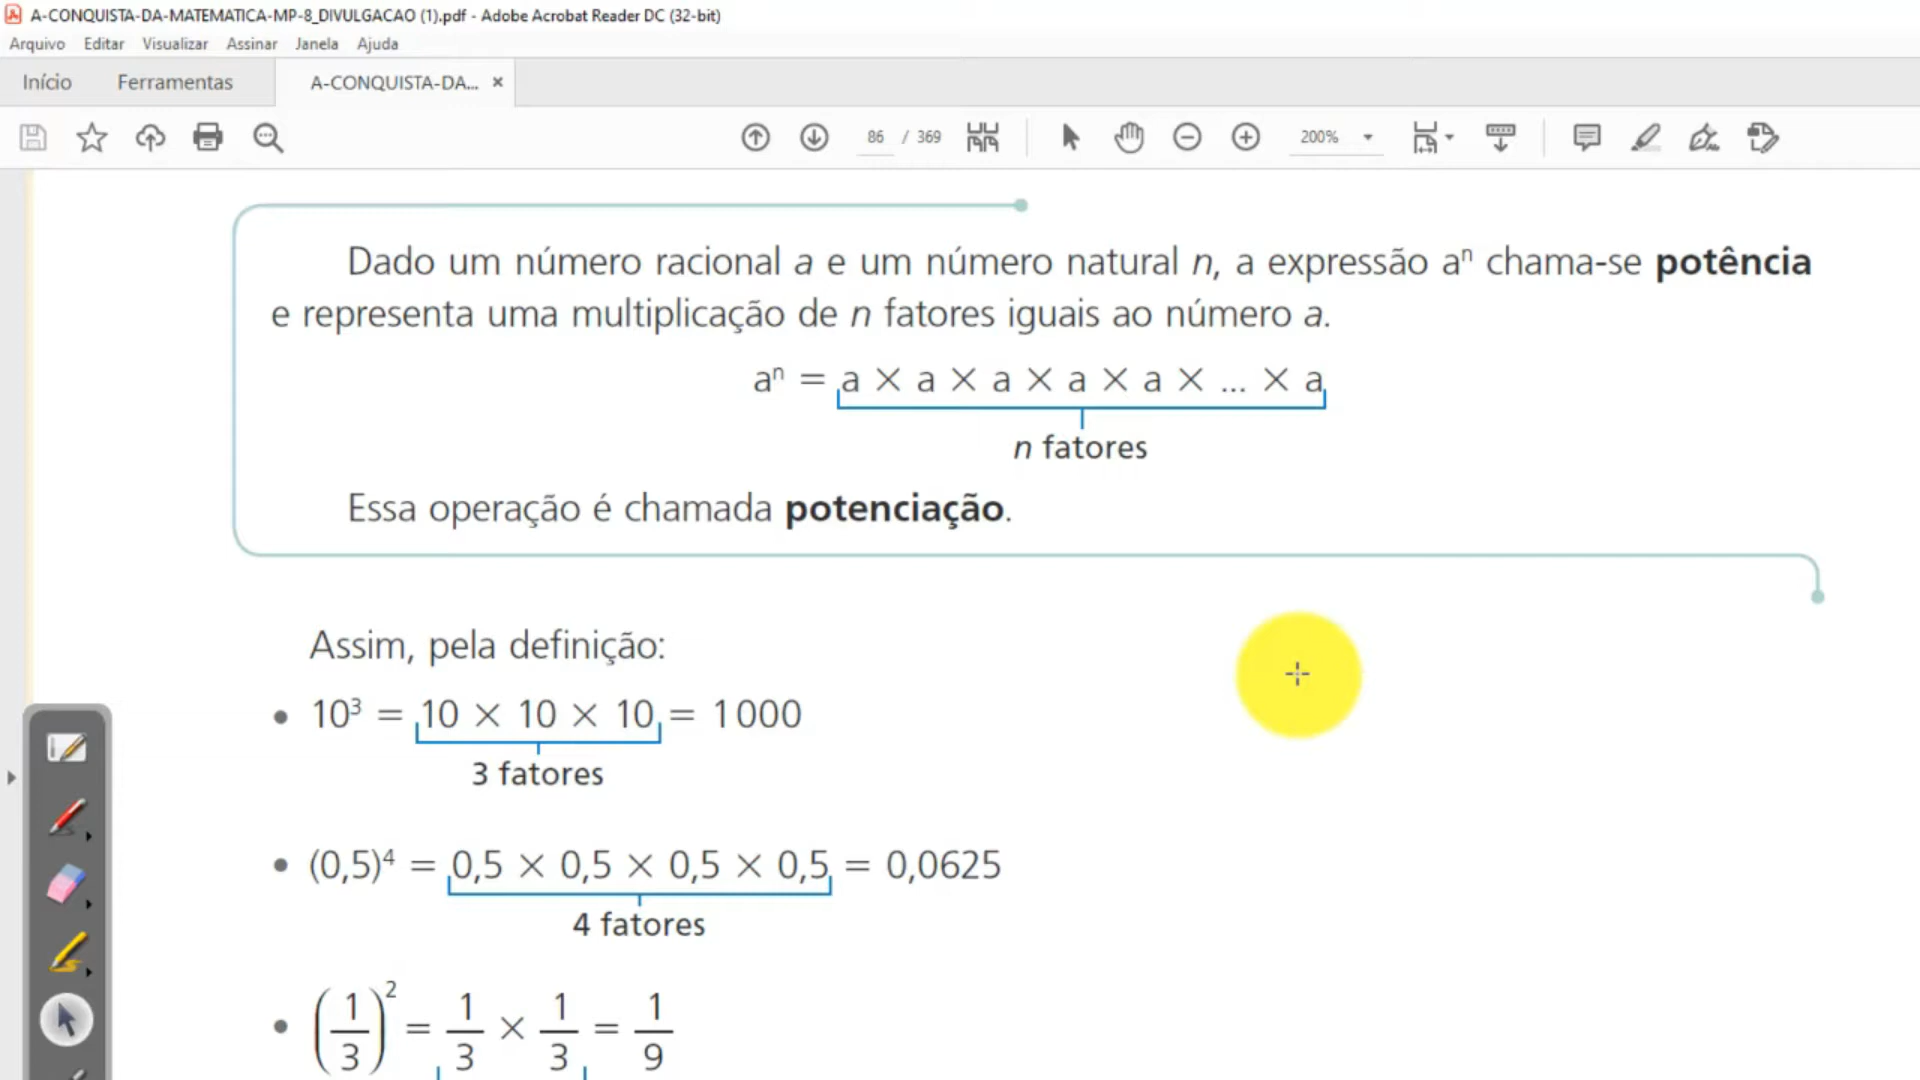 A-CONQUISTA-DA-MATEMATICA-MP-8_DIVULGACAO (1).pdf - Adobe Acrobat Reader DC (32-bit)
Arquivo Editar Visualizar Assinar Janela Ajuda
Início Ferramentas A-CONQUISTA-DA... ×
86 / 369 200%
Dado um número racional a e um número natural n, a expressão aⁿ chama-se potência
e representa uma multiplicação de n fatores iguais ao número a.
aⁿ = a × a × a × a × a × ... × a
n fatores
Essa operação é chamada potenciação.
Assim, pela definição:
• 10³ = 10 × 10 × 10 = 1 000
3 fatores
• (0,5)⁴ = 0,5 × 0,5 × 0,5 × 0,5 = 0,0625
4 fatores
• (1/3)² = 1/3 × 1/3 = 1/9